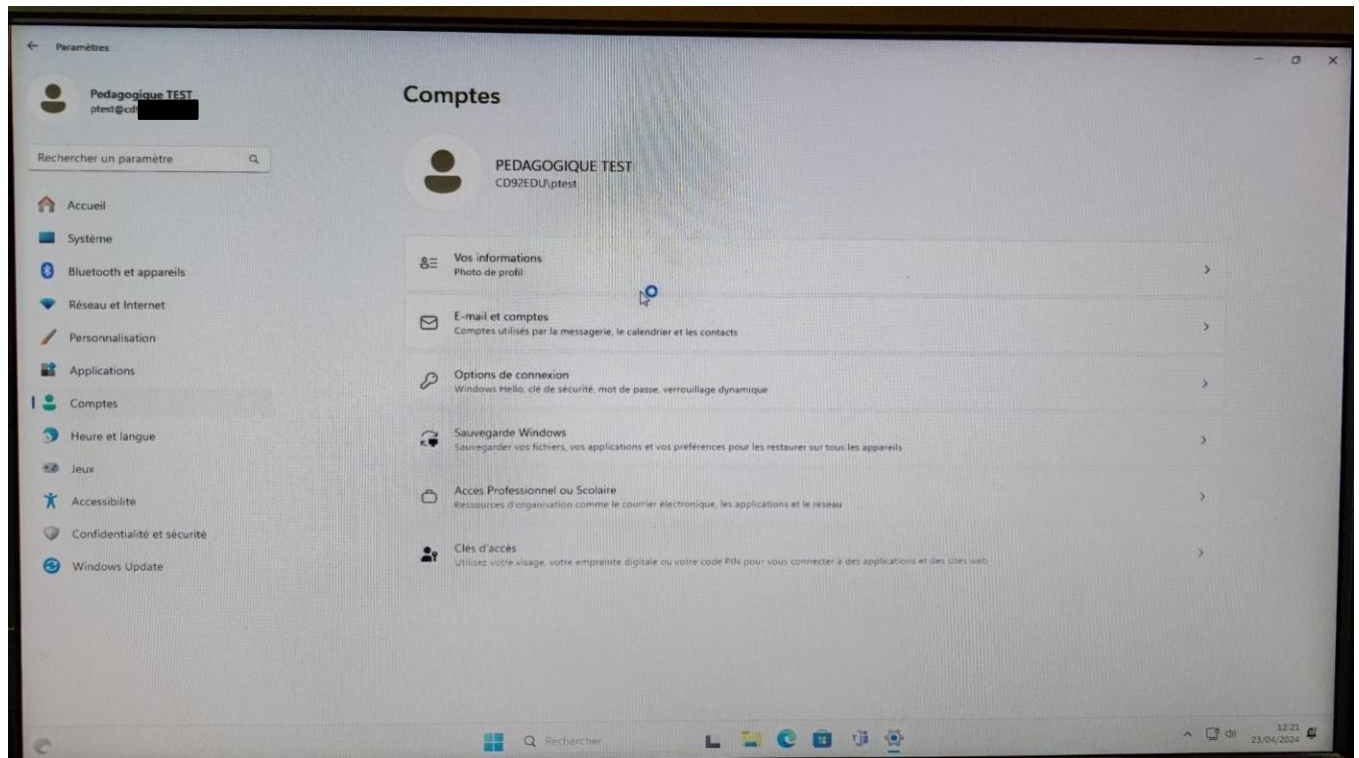 Paramètres
Pedagogique TEST
ptest@cd
Rechercher un paramètre
Accueil
Système
Bluetooth et appareils
Réseau et Internet
Personnalisation
Applications
Comptes
Heure et langue
Jeux
Accessibilité
Confidentialité et sécurité
Windows Update
Comptes
PEDAGOGIQUE TEST
CD92EDU\ptest
Vos informations
Photo de profil
E-mail et comptes
Comptes utilisés par la messagerie, le calendrier et les contacts
Options de connexion
Windows Hello, clé de sécurité, mot de passe, verrouillage dynamique
Sauvegarde Windows
Sauvegarder vos fichiers, vos applications et vos préférences pour les restaurer sur tous les appareils
Accès Professionnel ou Scolaire
Ressources d'organisation comme le courrier électronique, les applications et le réseau
Clés d'accès
Utilisez votre visage, votre empreinte digitale ou votre code PIN pour vous connecter à des applications et des sites web
Rechercher
12:21
23/04/2024